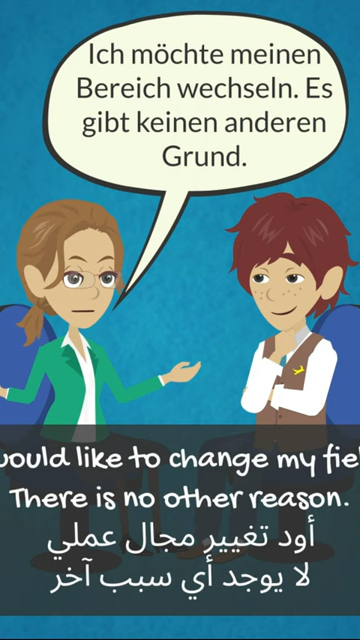 Ich möchte meinen
Bereich wechseln. Es
gibt keinen anderen
Grund.
would like to change my
There is no other reason.
أود تغيير مجال عملي
لا يوجد أي سبب آخر